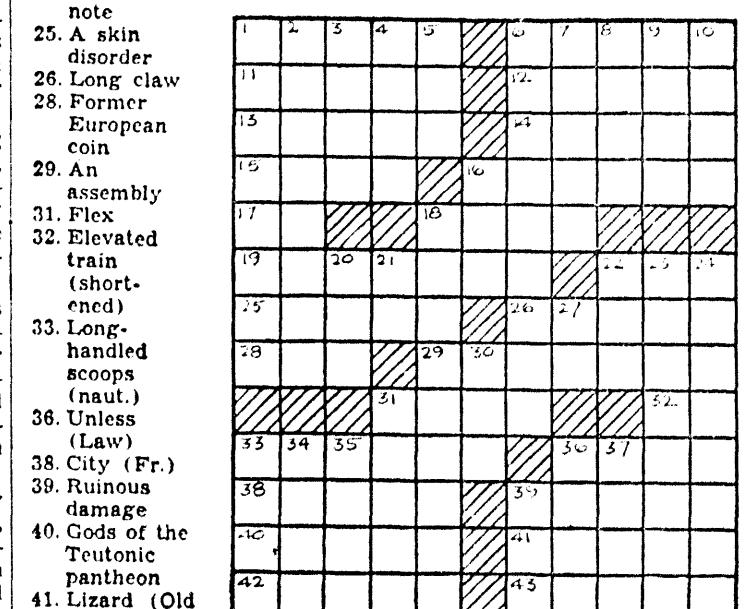 note
25. A skin
disorder
26. Long claw
28. Former
European
coin
29. An
assembly
31. Flex
32. Elevated
train
(short-
ened)
33. Long-
handled
scoops
(naut.)
36. Unless
(Law)
38. City (Fr.)
39. Ruinous
damage
40. Gods of the
Teutonic
pantheon
41. Lizard (Old
1 2 3 4 5 6 7 8 9 10
11 12
13 14
15 16
17 18
19 20 21 22 23 24
25 26 27
28 29 30
31 32
33 34 35 36 37
38 39
40 41
42 43